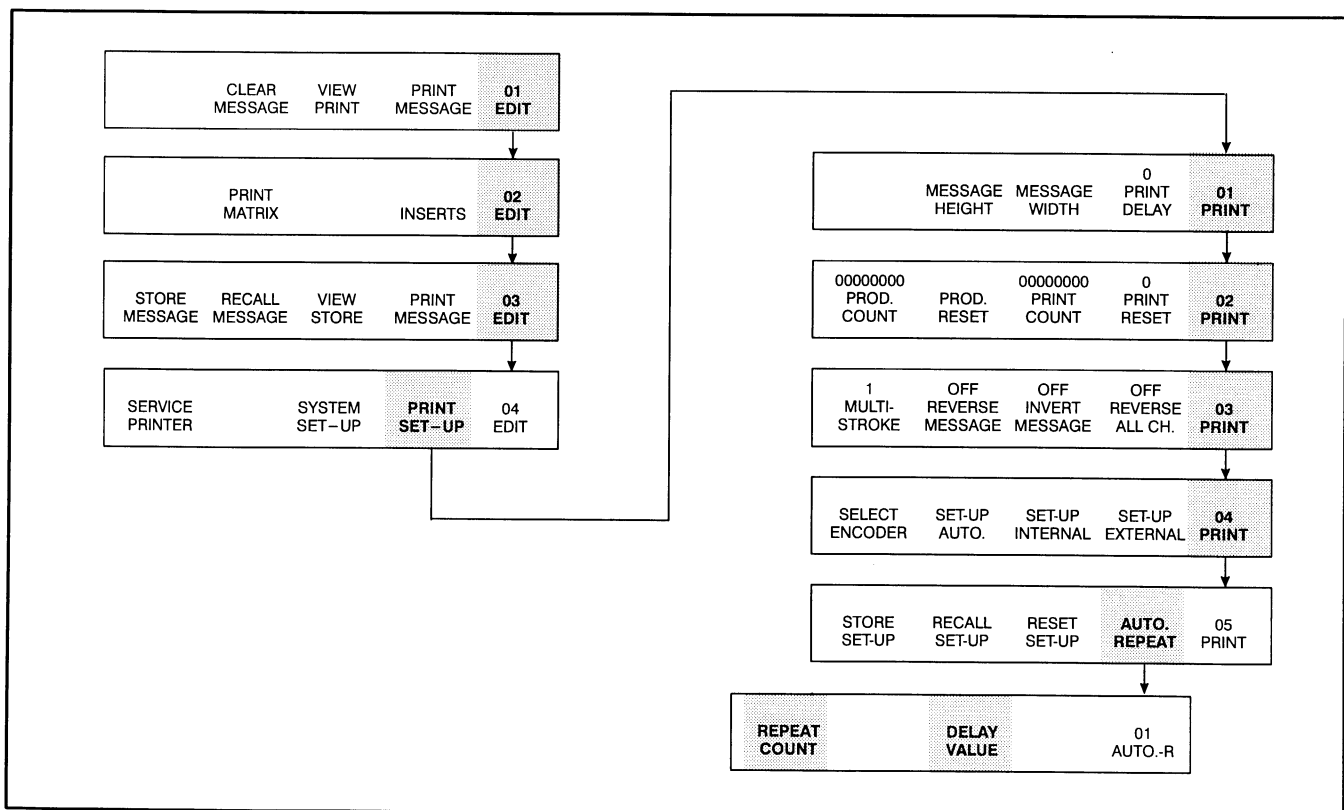 CLEAR VIEW PRINT 01
MESSAGE PRINT MESSAGE EDIT
PRINT 02
MATRIX INSERTS EDIT
STORE RECALL VIEW PRINT 03
MESSAGE MESSAGE STORE MESSAGE EDIT
SERVICE SYSTEM PRINT 04
PRINTER SET–UP SET–UP EDIT
0
MESSAGE MESSAGE PRINT 01
HEIGHT WIDTH DELAY PRINT
00000000 00000000 0
PROD. PROD. PRINT PRINT 02
COUNT RESET COUNT RESET PRINT
1 OFF OFF OFF
MULTI- REVERSE INVERT REVERSE 03
STROKE MESSAGE MESSAGE ALL CH. PRINT
SELECT SET-UP SET-UP SET-UP 04
ENCODER AUTO. INTERNAL EXTERNAL PRINT
STORE RECALL RESET AUTO. 05
SET-UP SET-UP SET-UP REPEAT PRINT
REPEAT DELAY 01
COUNT VALUE AUTO.-R